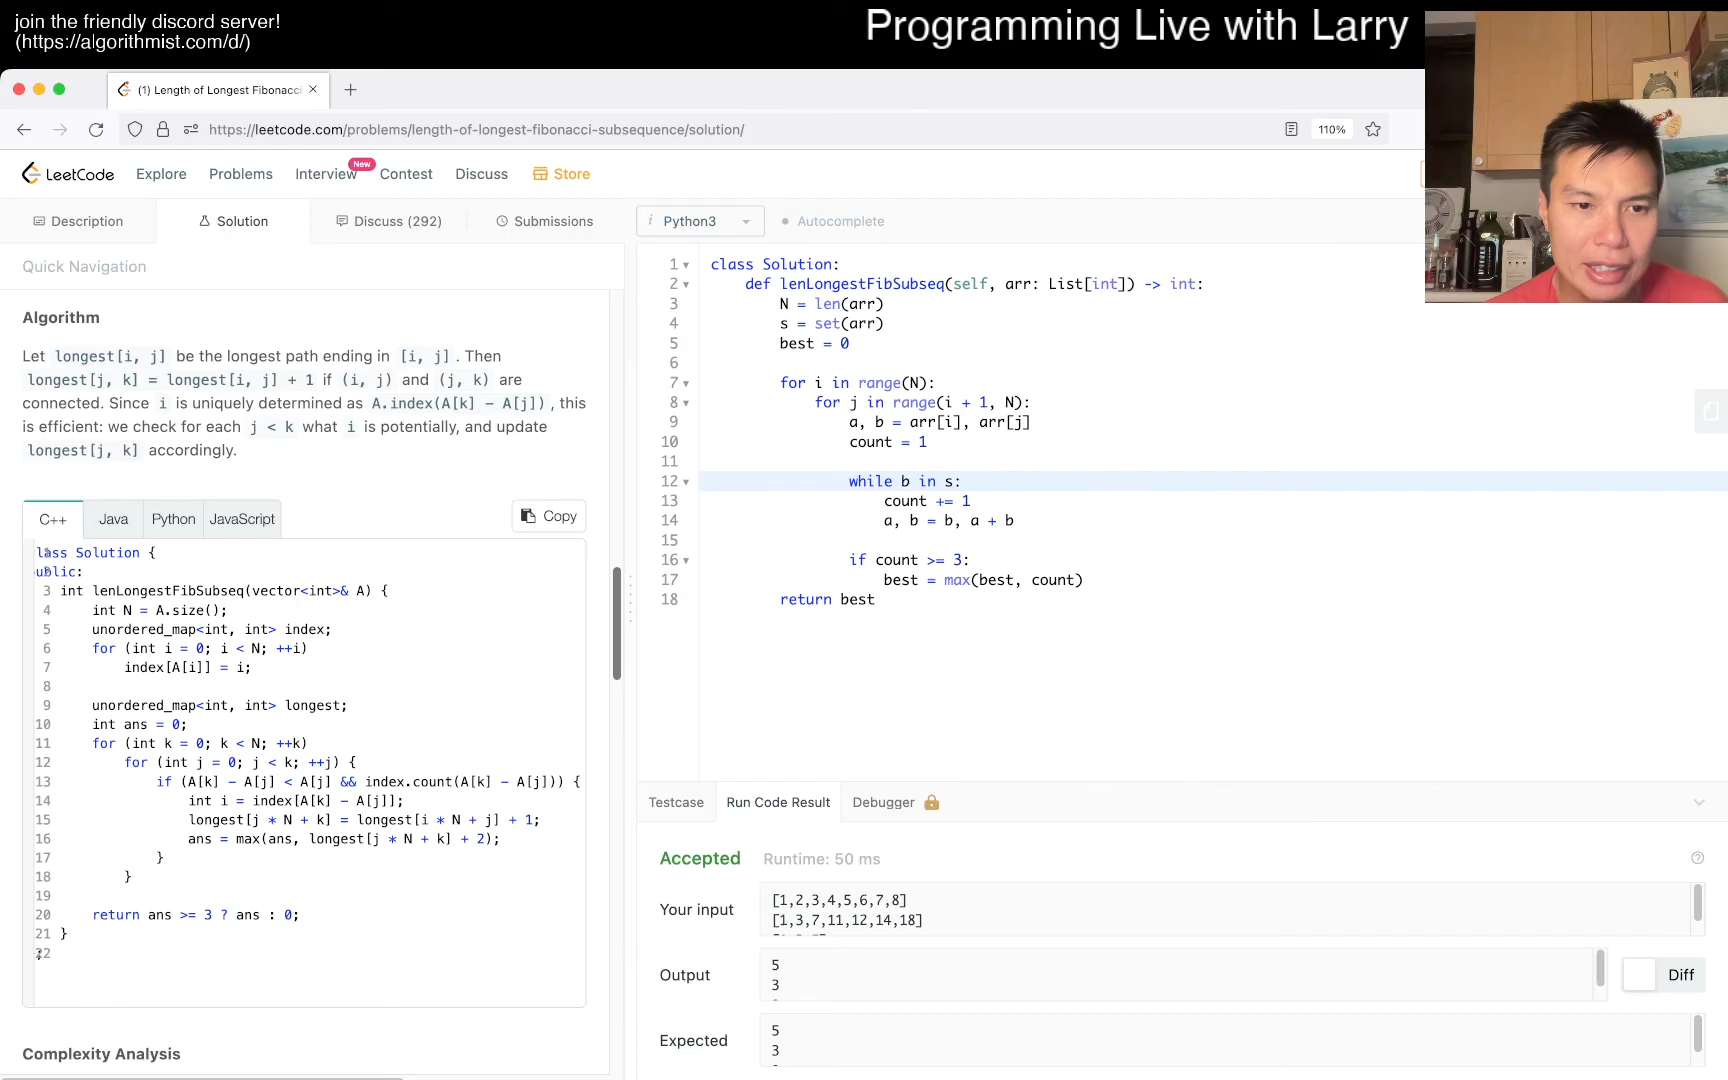 join the friendly discord server!
(https://algorithmist.com/d/)
Programming Live with Larry
(1) Length of Longest Fibonacci
https://leetcode.com/problems/length-of-longest-fibonacci-subsequence/solution/
110%
LeetCode
Explore
Problems
Interview
New
Contest
Discuss
Store
Description
Solution
Discuss (292)
Submissions
i Python3
Autocomplete
Quick Navigation
Algorithm
Let longest[i, j] be the longest path ending in [i, j] . Then
longest[j, k] = longest[i, j] + 1 if (i, j) and (j, k) are
connected. Since i is uniquely determined as A.index(A[k] - A[j]) , this
is efficient: we check for each j < k what i is potentially, and update
longest[j, k] accordingly.
C++
Java
Python
JavaScript
Copy
lass Solution {
ublic:
3 int lenLongestFibSubseq(vector<int>& A) {
4 int N = A.size();
5 unordered_map<int, int> index;
6 for (int i = 0; i < N; ++i)
7 index[A[i]] = i;
8
9 unordered_map<int, int> longest;
10 int ans = 0;
11 for (int k = 0; k < N; ++k)
12 for (int j = 0; j < k; ++j) {
13 if (A[k] - A[j] < A[j] && index.count(A[k] - A[j])) {
14 int i = index[A[k] - A[j]];
15 longest[j * N + k] = longest[i * N + j] + 1;
16 ans = max(ans, longest[j * N + k] + 2);
17 }
18 }
19
20 return ans >= 3 ? ans : 0;
21 }
22
Complexity Analysis
1 class Solution:
2 def lenLongestFibSubseq(self, arr: List[int]) -> int:
3 N = len(arr)
4 s = set(arr)
5 best = 0
6
7 for i in range(N):
8 for j in range(i + 1, N):
9 a, b = arr[i], arr[j]
10 count = 1
11
12 while b in s:
13 count += 1
14 a, b = b, a + b
15
16 if count >= 3:
17 best = max(best, count)
18 return best
Testcase
Run Code Result
Debugger
Accepted
Runtime: 50 ms
Your input
[1,2,3,4,5,6,7,8]
[1,3,7,11,12,14,18]
Output
5
3
Diff
Expected
5
3